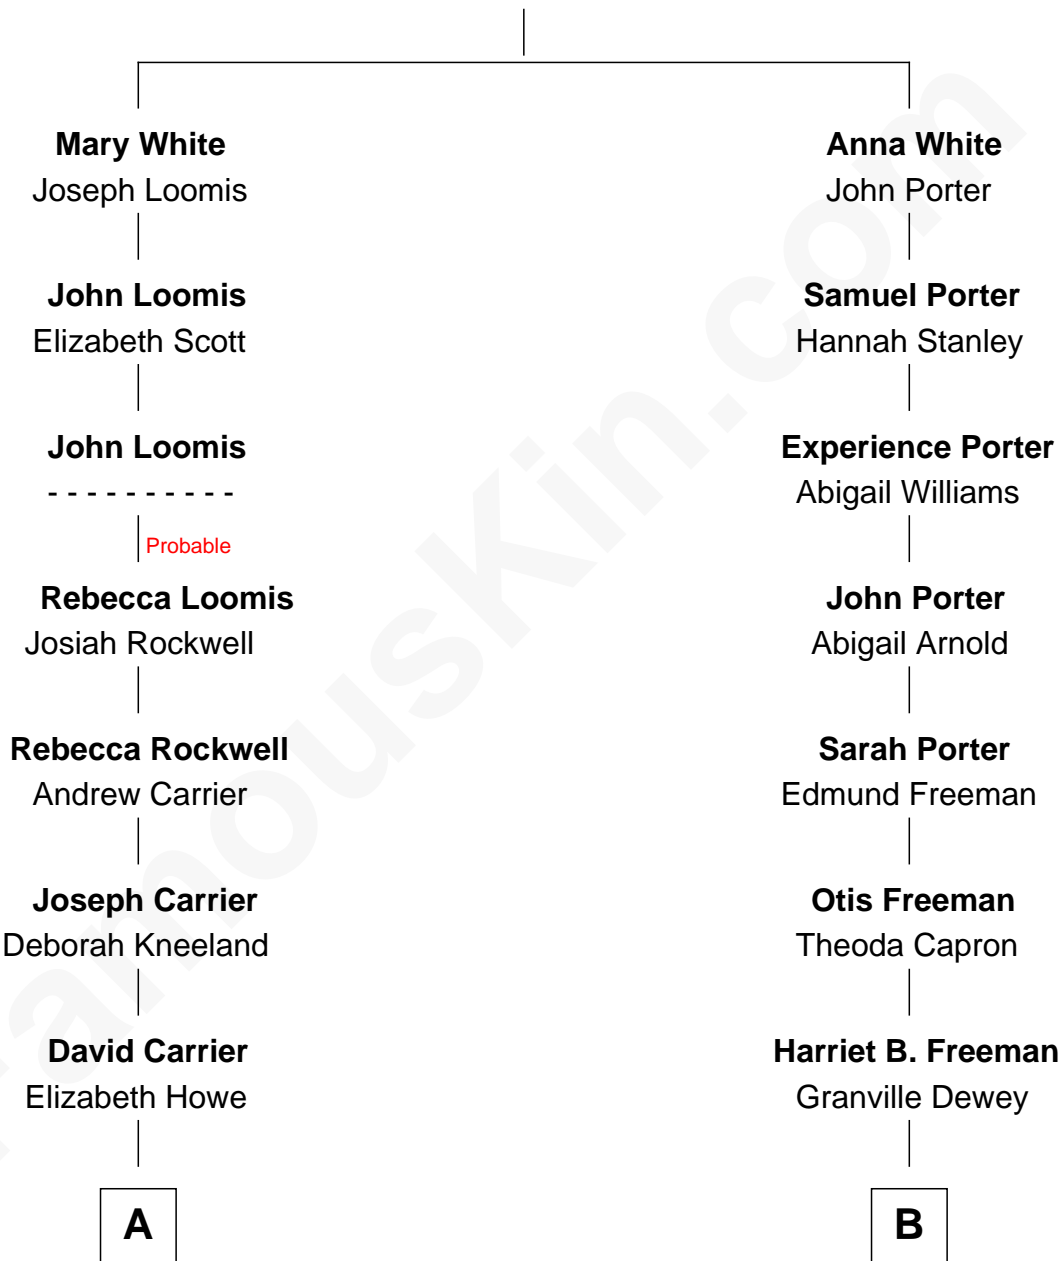 Mary White
Joseph Loomis
John Loomis
Elizabeth Scott
John Loomis
- - - - - - - - - -
Probable
Rebecca Loomis
Josiah Rockwell
Rebecca Rockwell
Andrew Carrier
Joseph Carrier
Deborah Kneeland
David Carrier
Elizabeth Howe
A
Anna White
John Porter
Samuel Porter
Hannah Stanley
Experience Porter
Abigail Williams
John Porter
Abigail Arnold
Sarah Porter
Edmund Freeman
Otis Freeman
Theoda Capron
Harriet B. Freeman
Granville Dewey
B
FamousKin.com